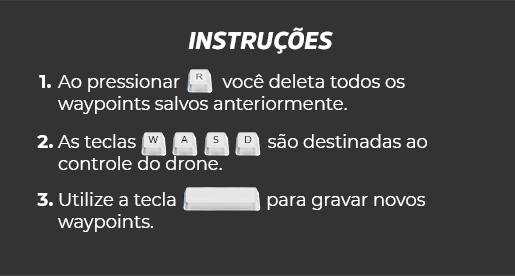 INSTRUÇÕES
1. Ao pressionar R você deleta todos os
waypoints salvos anteriormente.
2. As teclas W A S D são destinadas ao
controle do drone.
3. Utilize a tecla para gravar novos
waypoints.